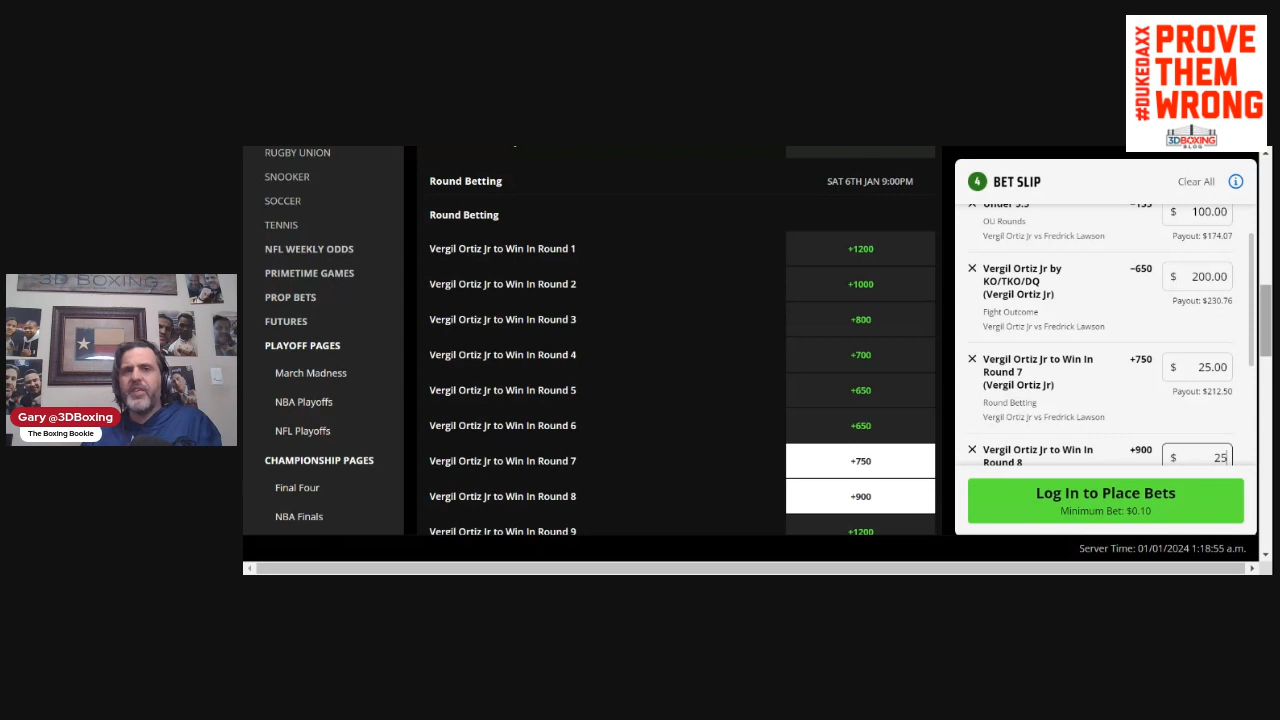 #DUKEDAXX
PROVE
THEM
WRONG
3DBOXING
BLOG
3D BOXING
Gary @3DBoxing
The Boxing Bookie
RUGBY UNION
SNOOKER
SOCCER
TENNIS
NFL WEEKLY ODDS
PRIMETIME GAMES
PROP BETS
FUTURES
PLAYOFF PAGES
March Madness
NBA Playoffs
NFL Playoffs
CHAMPIONSHIP PAGES
Final Four
NBA Finals
Round Betting SAT 6TH JAN 9:00PM
Round Betting
Vergil Ortiz Jr to Win In Round 1 +1200
Vergil Ortiz Jr to Win In Round 2 +1000
Vergil Ortiz Jr to Win In Round 3 +800
Vergil Ortiz Jr to Win In Round 4 +700
Vergil Ortiz Jr to Win In Round 5 +650
Vergil Ortiz Jr to Win In Round 6 +650
Vergil Ortiz Jr to Win In Round 7 +750
Vergil Ortiz Jr to Win In Round 8 +900
Vergil Ortiz Jr to Win In Round 9 +1200
4 BET SLIP Clear All
Under 5.5 $ 100.00
OU Rounds
Vergil Ortiz Jr vs Fredrick Lawson Payout: $174.07
Vergil Ortiz Jr by −650 $ 200.00
KO/TKO/DQ
(Vergil Ortiz Jr) Payout: $230.76
Fight Outcome
Vergil Ortiz Jr vs Fredrick Lawson
Vergil Ortiz Jr to Win In +750 $ 25.00
Round 7
(Vergil Ortiz Jr) Payout: $212.50
Round Betting
Vergil Ortiz Jr vs Fredrick Lawson
Vergil Ortiz Jr to Win In +900 $ 25
Round 8
Log In to Place Bets
Minimum Bet: $0.10
Server Time: 01/01/2024 1:18:55 a.m.